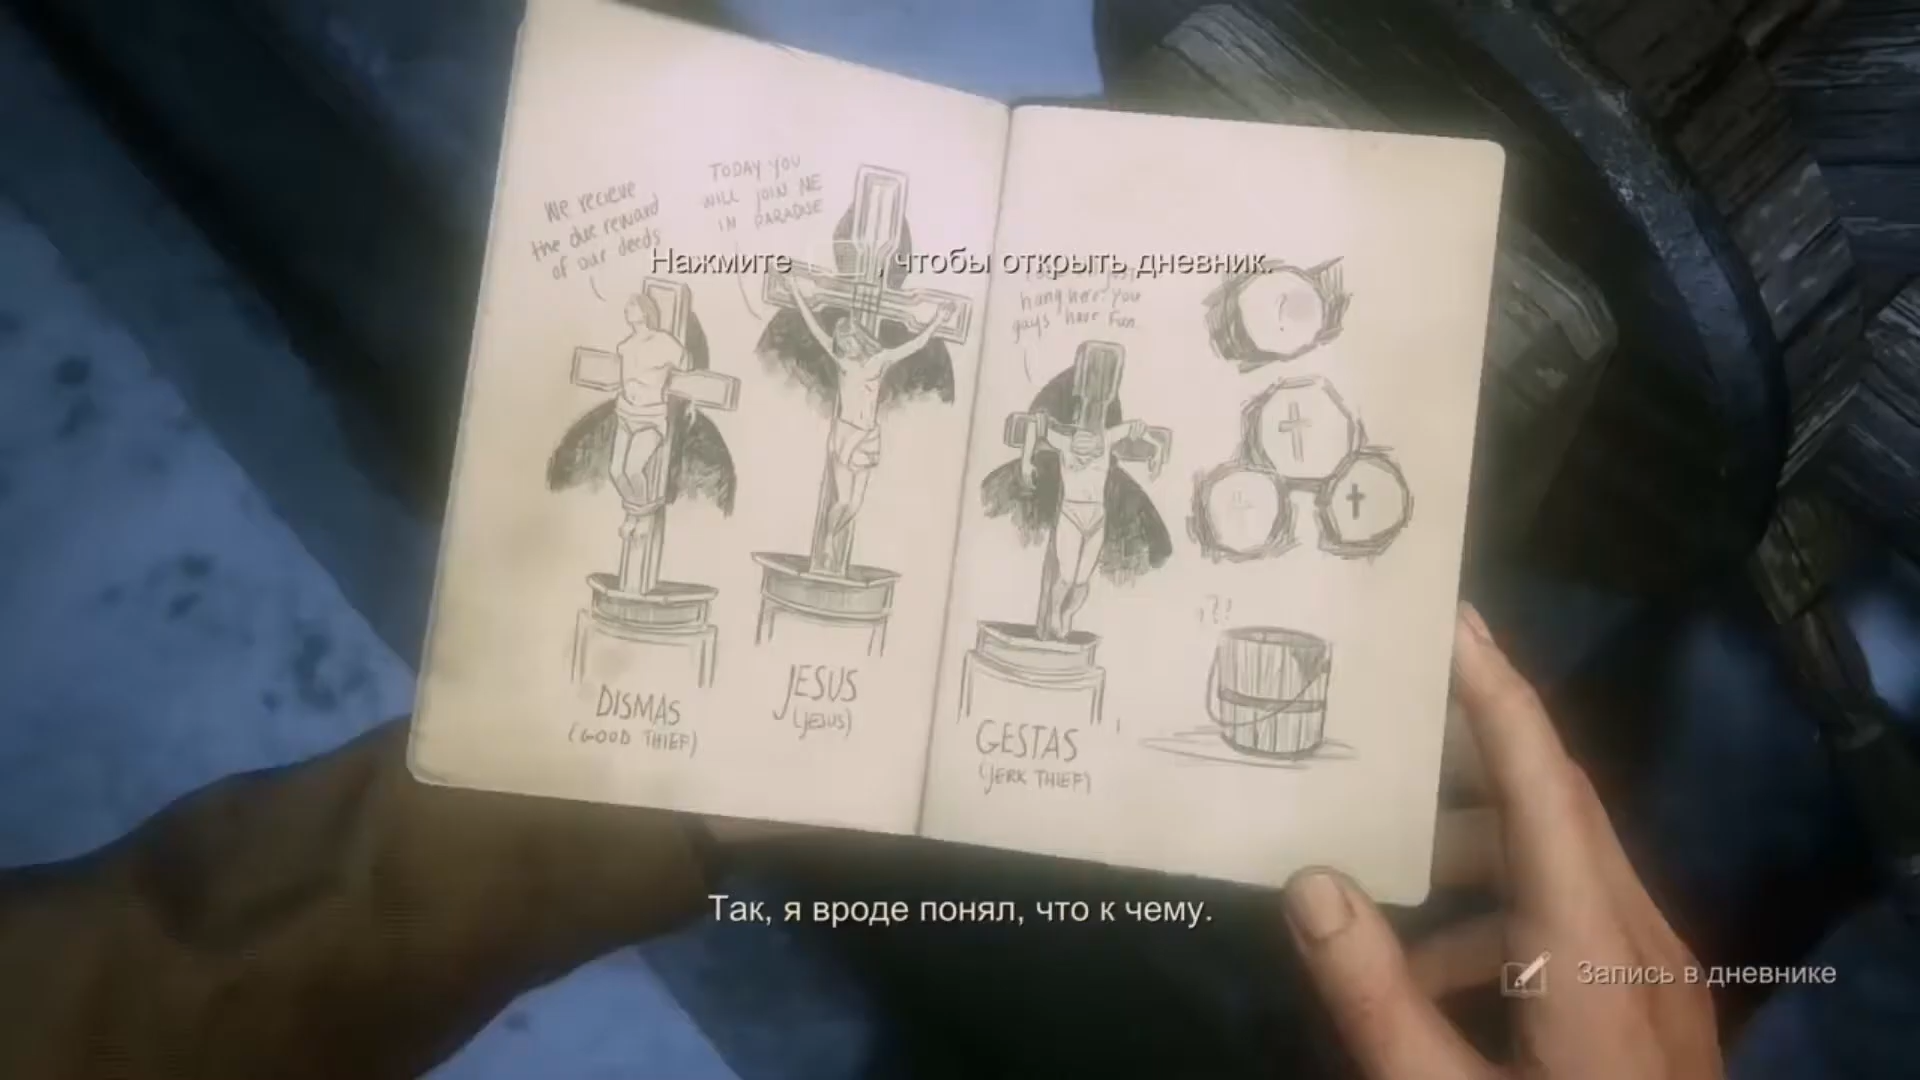 We recieve
the due reward
of our deeds
TODAY YOU
WILL JOIN ME
IN PARADISE
Нажмите , чтобы открыть дневник.
hang here. you
guys have fun.
?
DISMAS
(GOOD THIEF)
JESUS
(JESUS)
GESTAS
(JERK THIEF)
Так, я вроде понял, что к чему.
Запись в дневнике